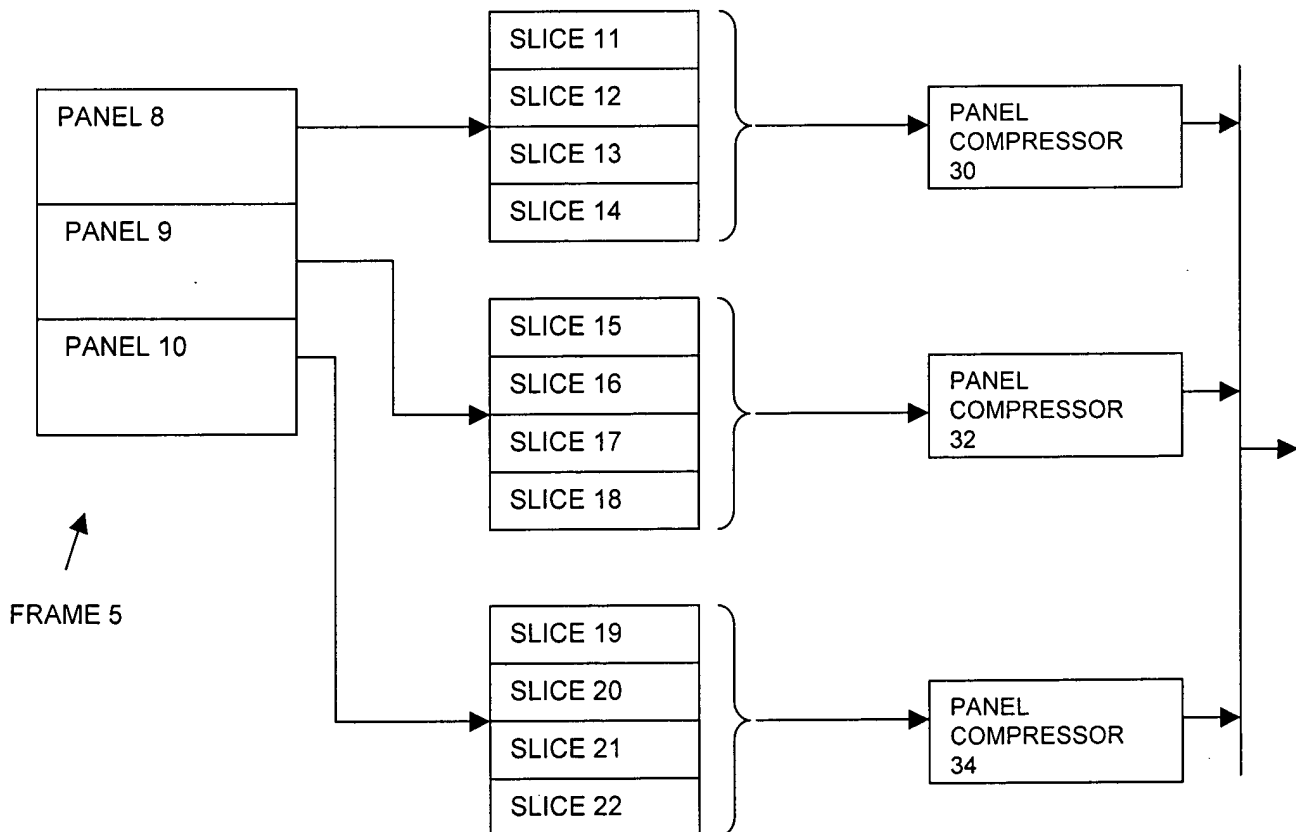 PANEL 8
PANEL 9
PANEL 10
FRAME 5
SLICE 11
SLICE 12
SLICE 13
SLICE 14
SLICE 15
SLICE 16
SLICE 17
SLICE 18
SLICE 19
SLICE 20
SLICE 21
SLICE 22
PANEL
COMPRESSOR
30
PANEL
COMPRESSOR
32
PANEL
COMPRESSOR
34